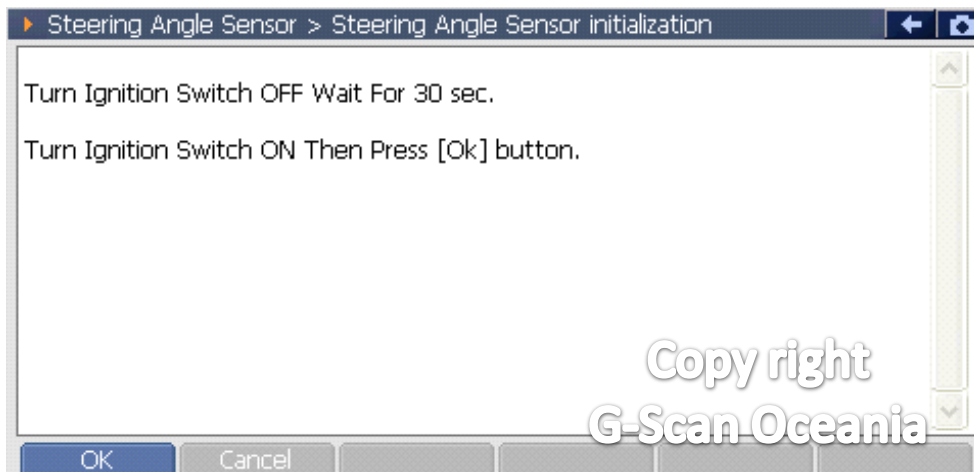 Steering Angle Sensor > Steering Angle Sensor initialization
Turn Ignition Switch OFF Wait For 30 sec.
Turn Ignition Switch ON Then Press [Ok] button.
Copy right
G-Scan Oceania
OK Cancel